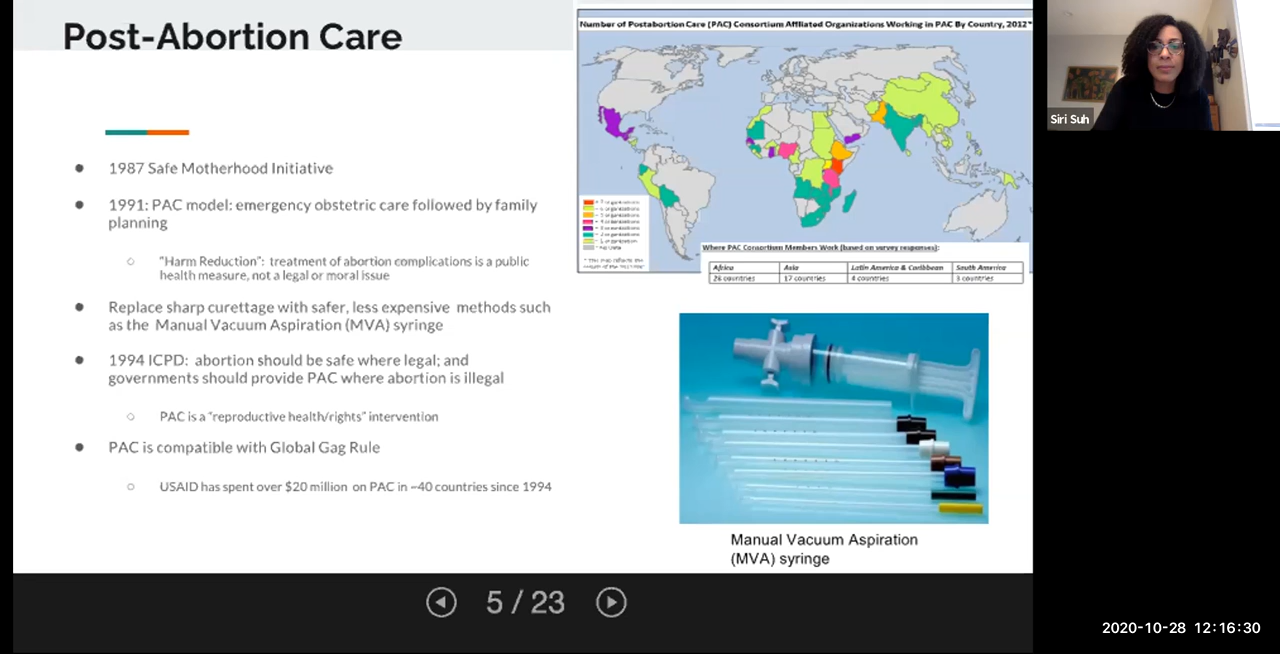 Post-Abortion Care
1987 Safe Motherhood Initiative
1991: PAC model: emergency obstetric care followed by family
planning
"Harm Reduction": treatment of abortion complications is a public
health measure, not a legal or moral issue
Replace sharp curettage with safer, less expensive methods such
as the Manual Vacuum Aspiration (MVA) syringe
1994 ICPD: abortion should be safe where legal; and
governments should provide PAC where abortion is illegal
PAC is a "reproductive health/rights" intervention
PAC is compatible with Global Gag Rule
USAID has spent over $20 million on PAC in ~40 countries since 1994
Number of Postabortion Care (PAC) Consortium Affliated Organizations Working in PAC By Country, 2012*
Where PAC Consortium Members Work (based on survey responses):
Africa Asia Latin America & Caribbean South America
26 countries 17 countries 4 countries 3 countries
Manual Vacuum Aspiration
(MVA) syringe
5 / 23
Siri Suh
2020-10-28 12:16:30